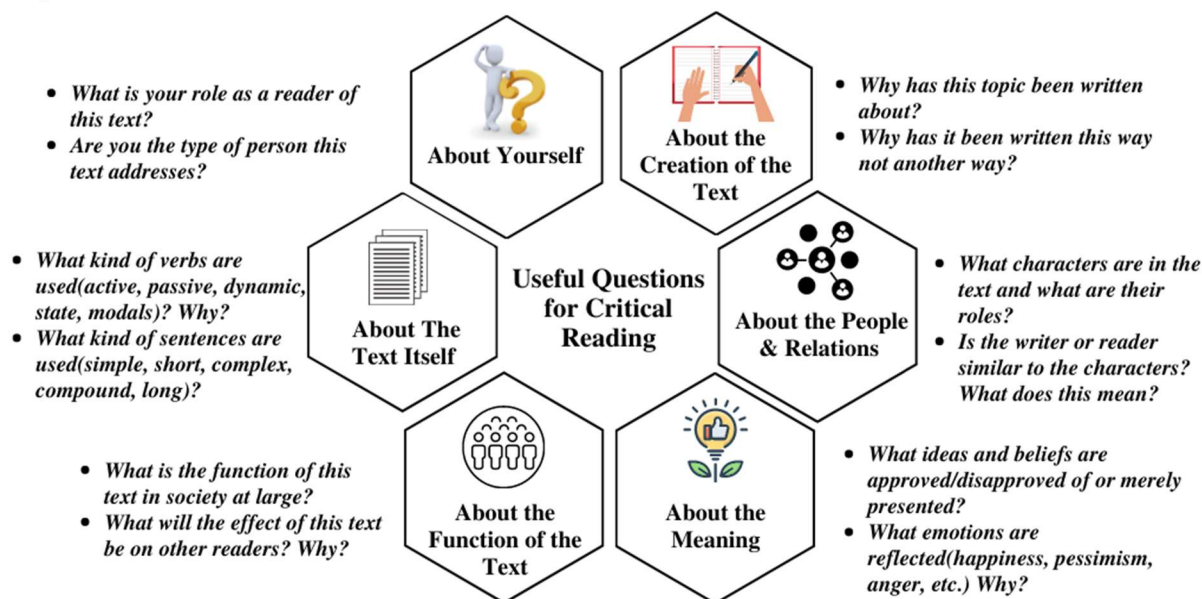 Useful Questions
for Critical
Reading
About Yourself
• What is your role as a reader of
this text?
• Are you the type of person this
text addresses?
About the
Creation of the
Text
• Why has this topic been written
about?
• Why has it been written this way
not another way?
About The
Text Itself
• What kind of verbs are
used(active, passive, dynamic,
state, modals)? Why?
• What kind of sentences are
used(simple, short, complex,
compound, long)?
About the People
& Relations
• What characters are in the
text and what are their
roles?
• Is the writer or reader
similar to the characters?
What does this mean?
About the
Function of the
Text
• What is the function of this
text in society at large?
• What will the effect of this text
be on other readers? Why?
About the
Meaning
• What ideas and beliefs are
approved/disapproved of or merely
presented?
• What emotions are
reflected(happiness, pessimism,
anger, etc.) Why?